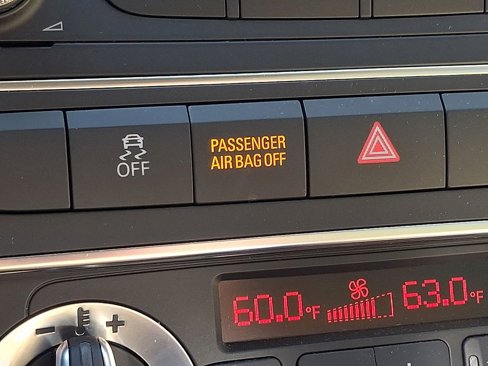 OFF
PASSENGER
AIR BAG OFF
60.0°F 63.0°F
- +